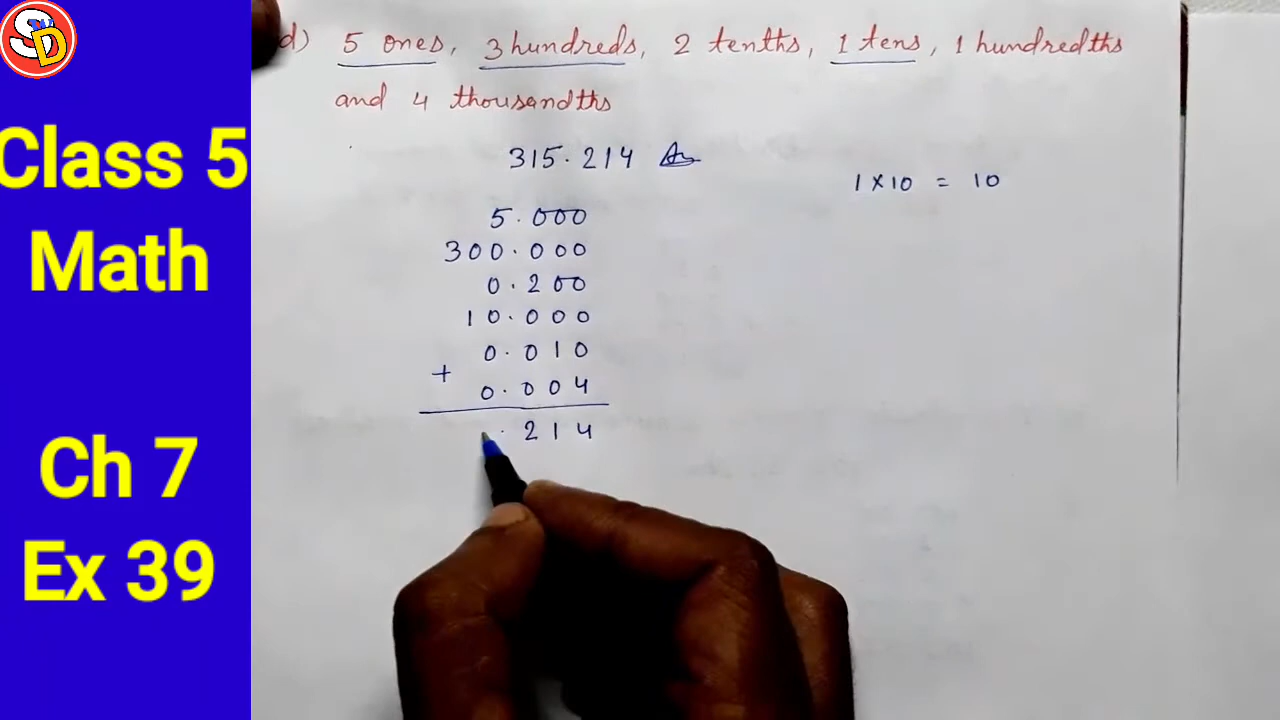 SD
Class 5
Math
Ch 7
Ex 39
d) 5 ones, 3 hundreds, 2 tenths, 1 tens, 1 hundredths
and 4 thousandths
315.214 Ans
1 × 10 = 10
5.000
300.000
0.200
10.000
0.010
+ 0.004
.214